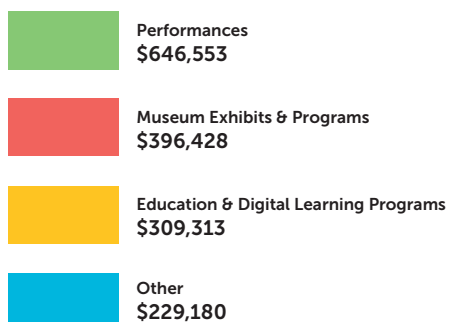 Performances
$646,553
Museum Exhibits & Programs
$396,428
Education & Digital Learning Programs
$309,313
Other
$229,180